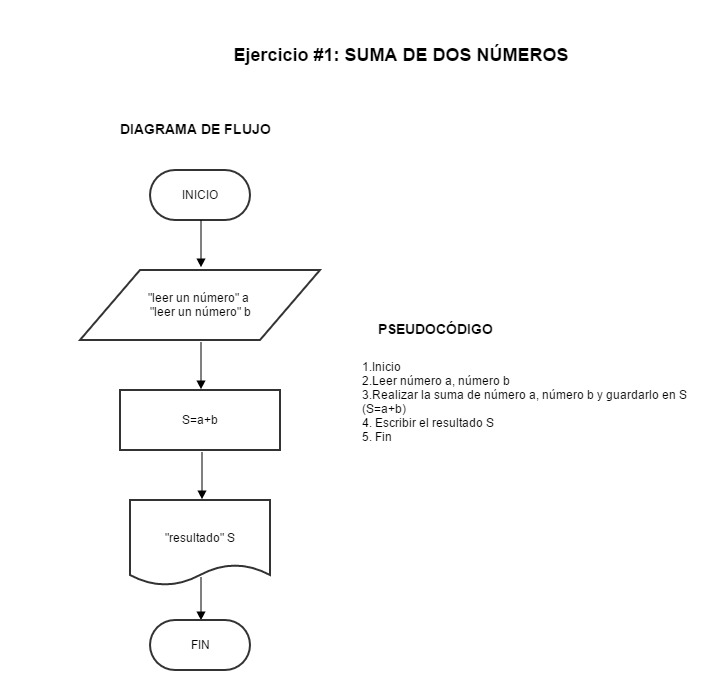 Ejercicio #1: SUMA DE DOS NÚMEROS
DIAGRAMA DE FLUJO
INICIO
"leer un número" a
"leer un número" b
S=a+b
"resultado" S
FIN
PSEUDOCÓDIGO
1.Inicio
2.Leer número a, número b
3.Realizar la suma de número a, número b y guardarlo en S
(S=a+b)
4. Escribir el resultado S
5. Fin